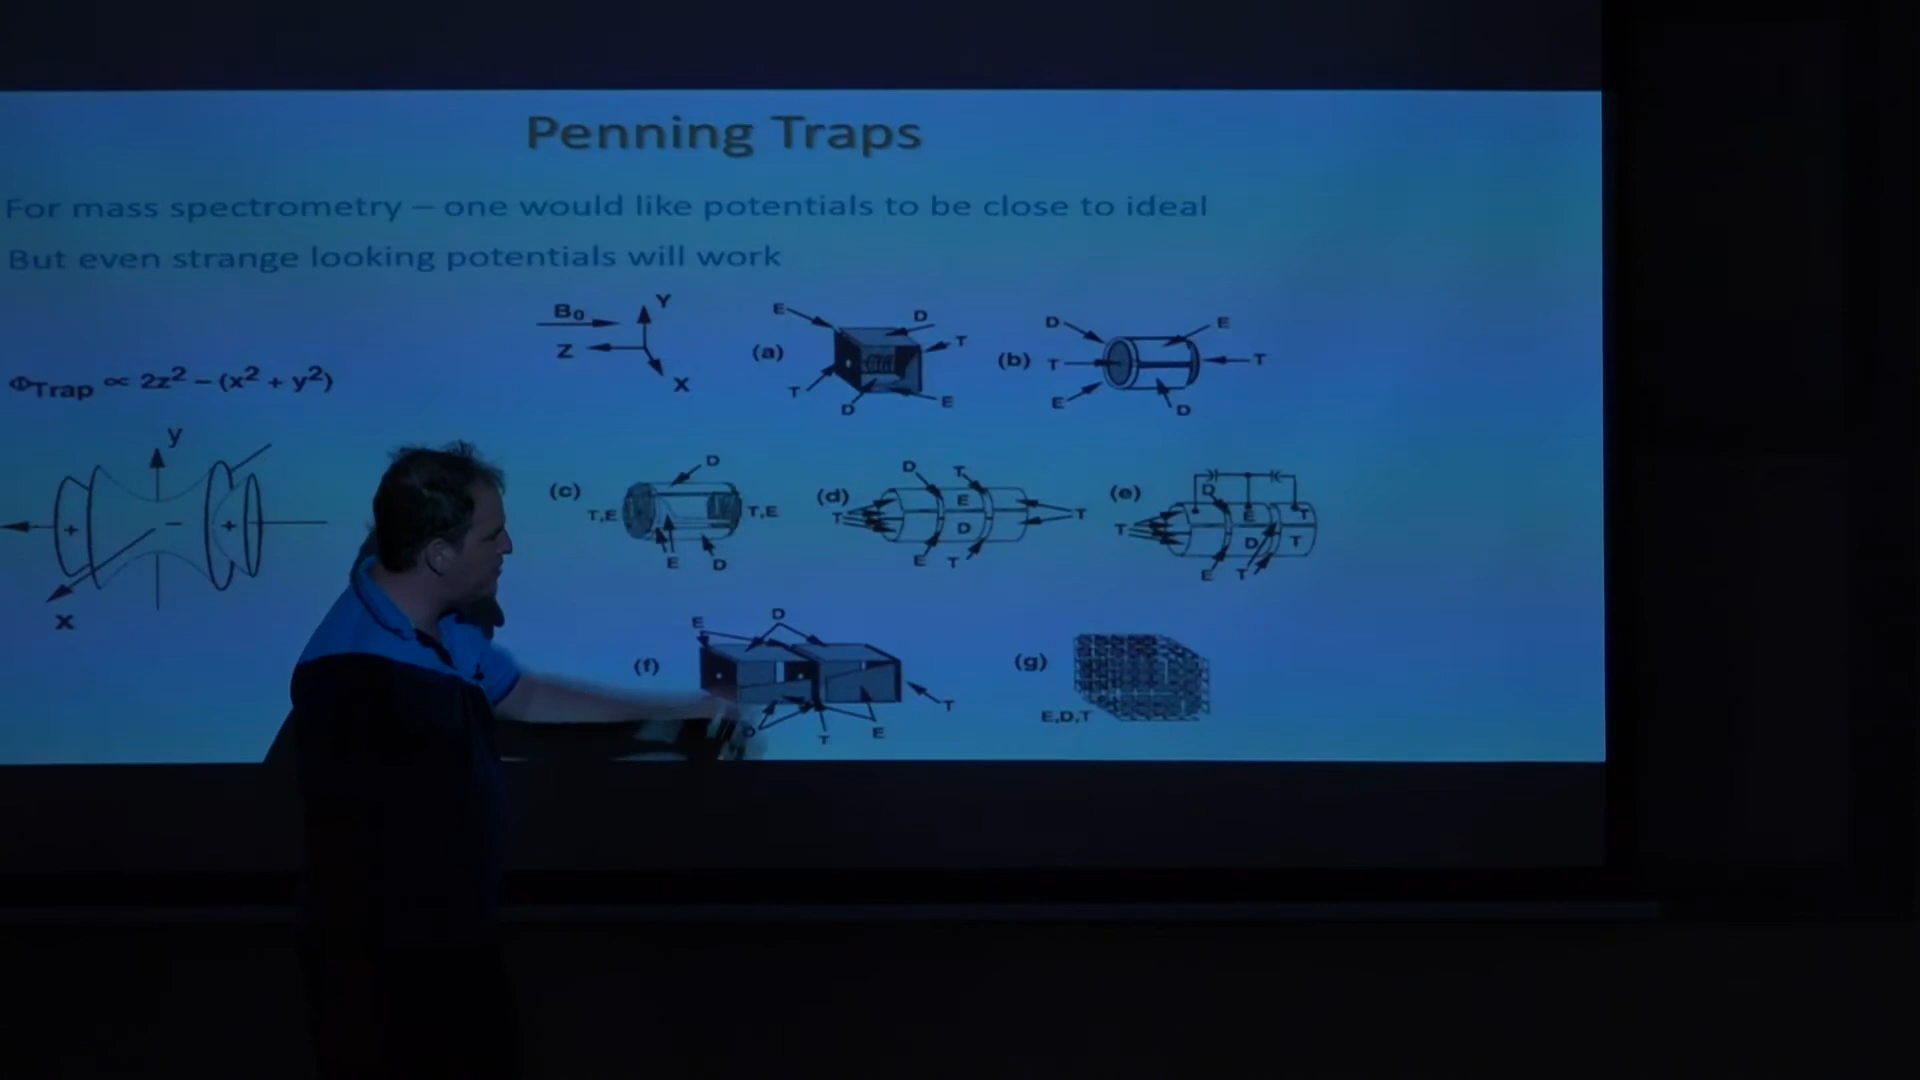 Penning Traps
For mass spectrometry – one would like potentials to be close to ideal
But even strange looking potentials will work
B₀
Y
Z
X
E
D
(a)
T
T
D
E
D
E
(b)
T
T
E
D
Φ_Trap ∝ 2z² – (x² + y²)
y
+
–
+
x
(c)
D
T,E
T,E
E
D
(d)
D
T
E
T
T
D
E
T
(e)
D
E
T
T
D
T
E
T
(f)
E
D
T
D
T
E
(g)
E,D,T